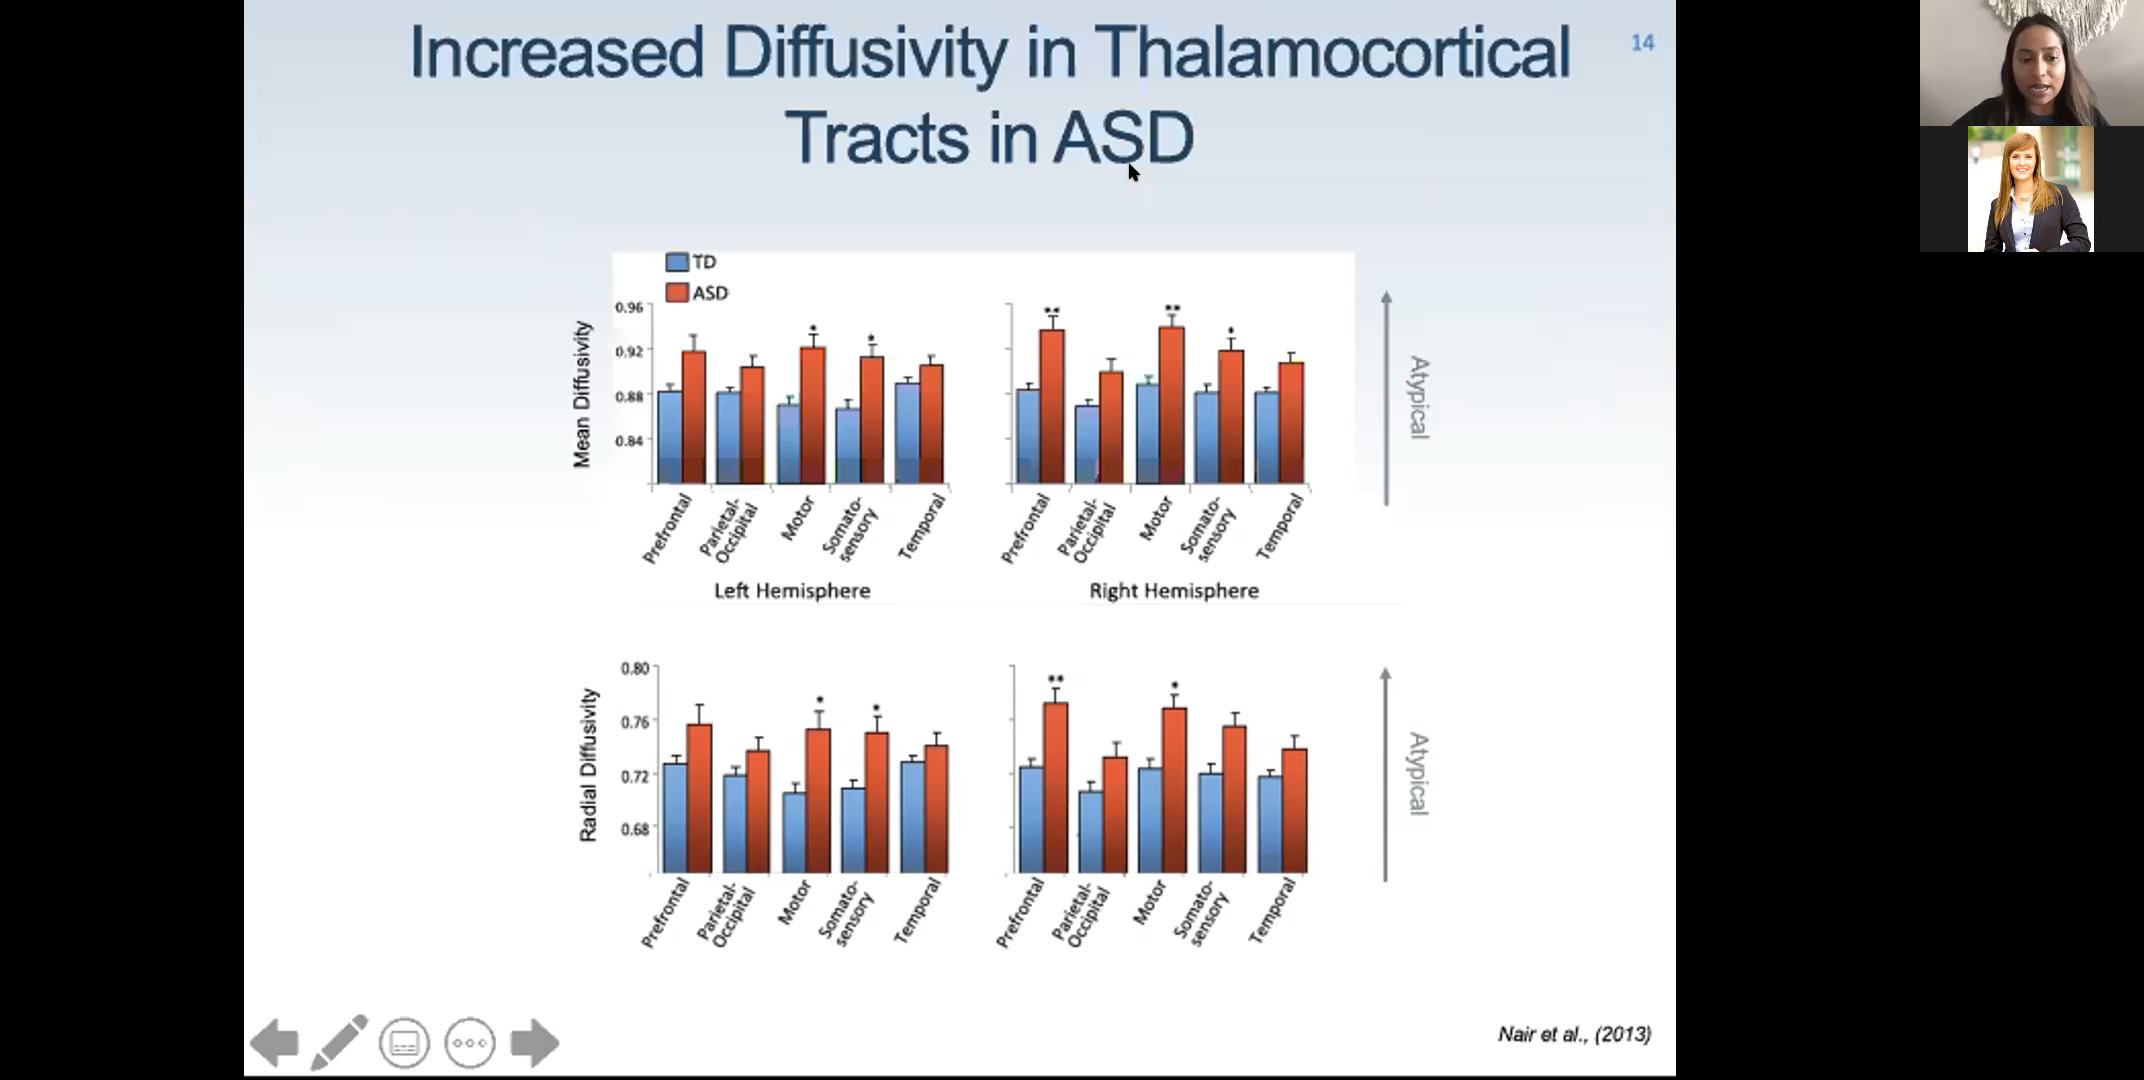 Increased Diffusivity in Thalamocortical
Tracts in ASD
14
TD
ASD
Mean Diffusivity
0.96
0.92
0.88
0.84
** **
* * *
Prefrontal
Parietal-
Occipital
Motor
Somato-
sensory
Temporal
Left Hemisphere
Prefrontal
Parietal-
Occipital
Motor
Somato-
sensory
Temporal
Right Hemisphere
Atypical
Radial Diffusivity
0.80
0.76
0.72
0.68
** *
* *
Prefrontal
Parietal-
Occipital
Motor
Somato-
sensory
Temporal
Prefrontal
Parietal-
Occipital
Motor
Somato-
sensory
Temporal
Atypical
Nair et al., (2013)